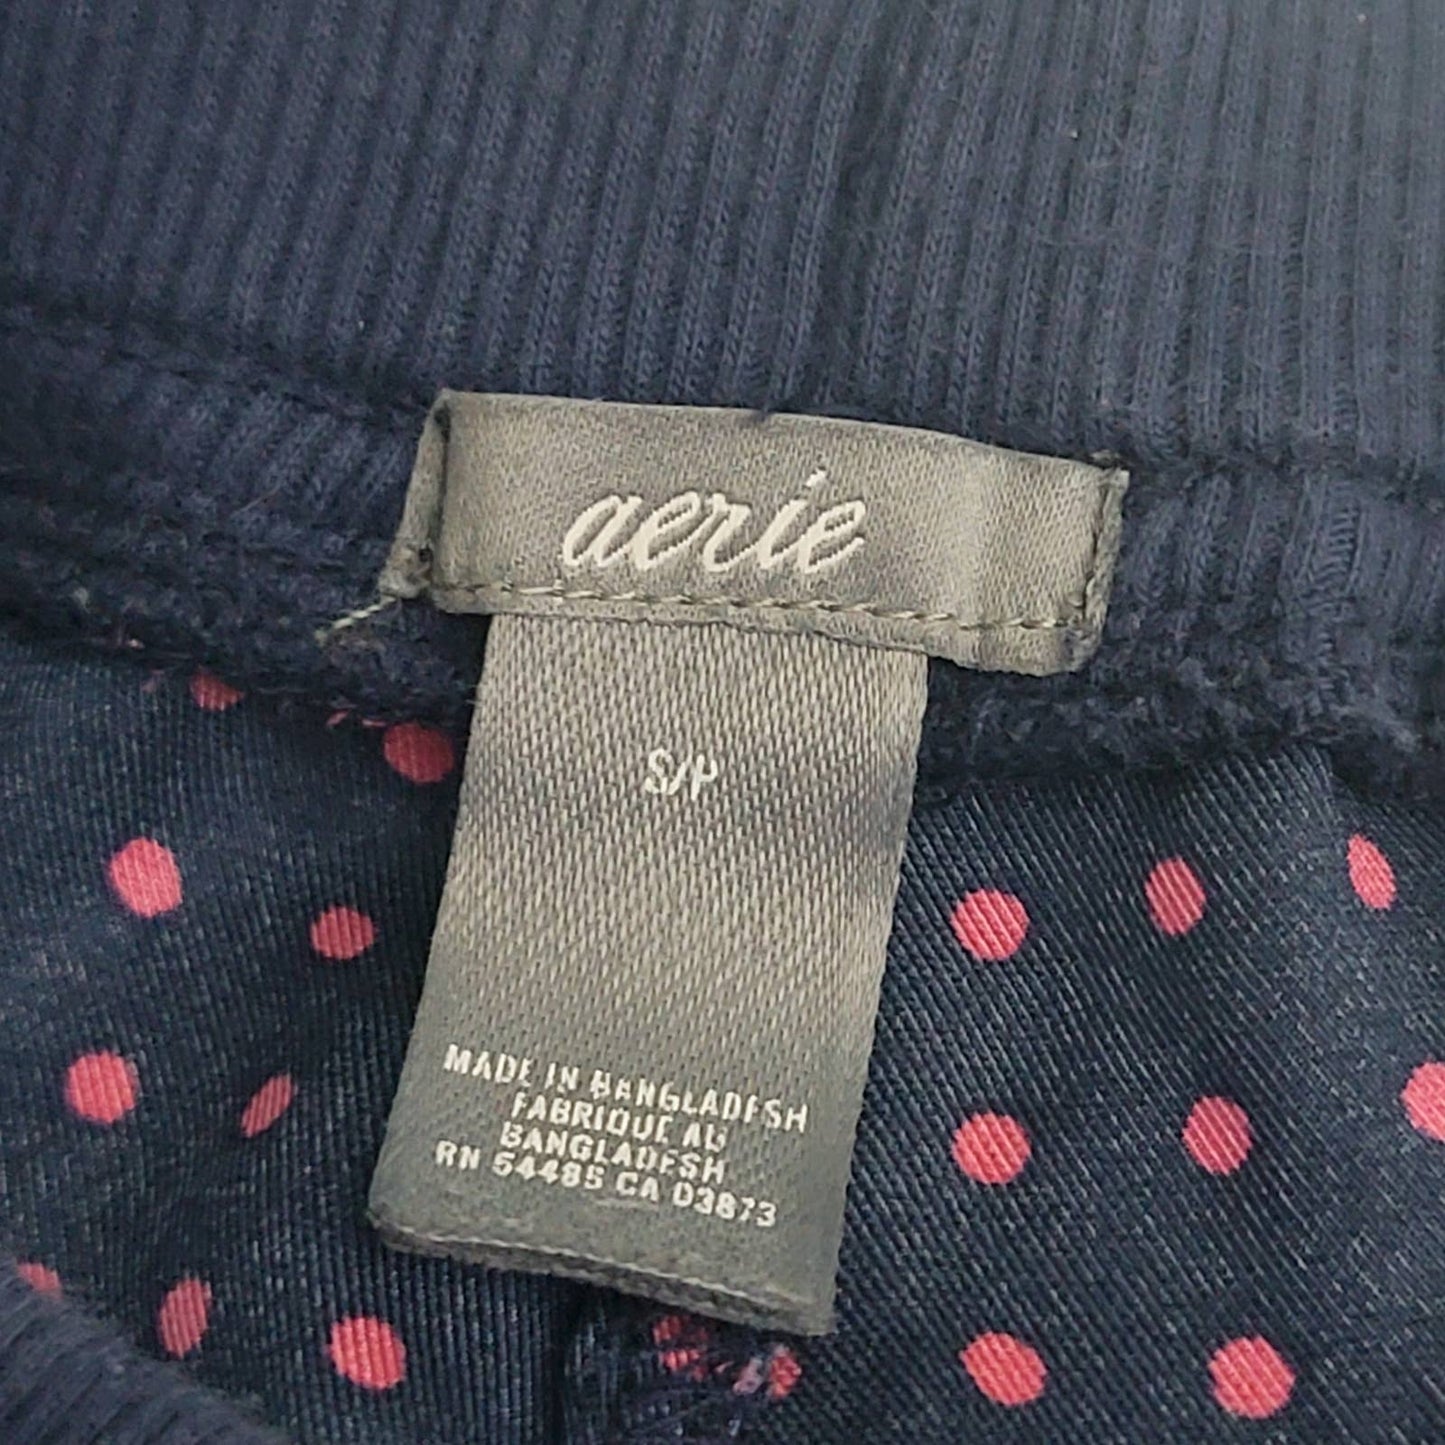 aerie
S/P
MADE IN BANGLADESH
FABRIQUE AU
BANGLADESH
RN 54485 CA 03873